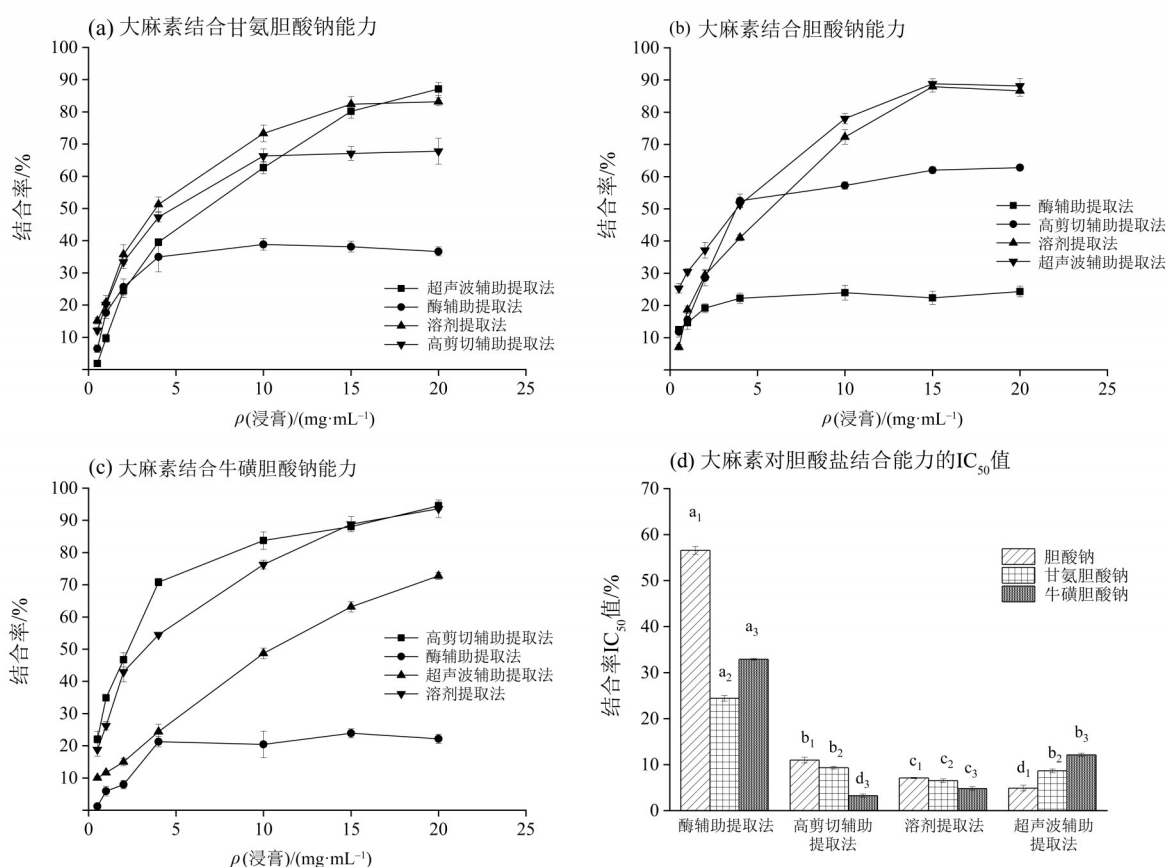 (a) 大麻素结合甘氨胆酸钠能力
100
90
80
70
60
50
40
30
20
10
结合率/%
超声波辅助提取法
酶辅助提取法
溶剂提取法
高剪切辅助提取法
0 5 10 15 20 25
ρ(浸膏)/(mg·mL⁻¹)
(b) 大麻素结合胆酸钠能力
100
90
80
70
60
50
40
30
20
10
结合率/%
酶辅助提取法
高剪切辅助提取法
溶剂提取法
超声波辅助提取法
0 5 10 15 20 25
ρ(浸膏)/(mg·mL⁻¹)
(c) 大麻素结合牛磺胆酸钠能力
100
90
80
70
60
50
40
30
20
10
结合率/%
高剪切辅助提取法
酶辅助提取法
超声波辅助提取法
溶剂提取法
0 5 10 15 20 25
ρ(浸膏)/(mg·mL⁻¹)
(d) 大麻素对胆酸盐结合能力的IC₅₀值
70
60
50
40
30
20
10
0
结合率IC₅₀值/%
胆酸钠
甘氨胆酸钠
牛磺胆酸钠
a₁ a₂ a₃
b₁ b₂ d₃
c₁ c₂ c₃
d₁ b₂ b₃
酶辅助提取法 高剪切辅助 溶剂提取法 超声波辅助
提取法 提取法